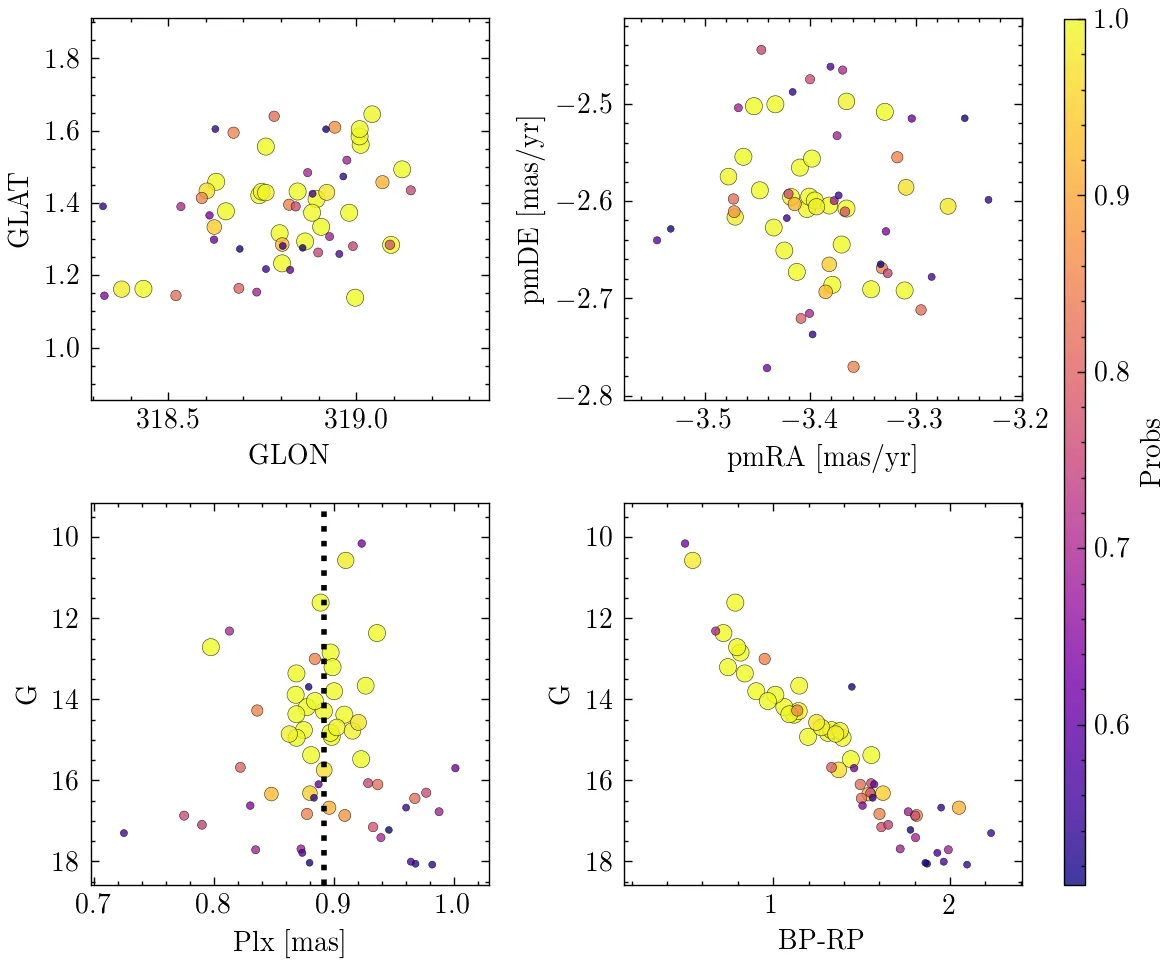 1.8
1.6
1.4
1.2
1.0
GLAT
318.5 319.0
GLON
−2.5
−2.6
−2.7
−2.8
pmDE [mas/yr]
−3.5 −3.4 −3.3 −3.2
pmRA [mas/yr]
10
12
14
16
18
G
0.7 0.8 0.9 1.0
Plx [mas]
10
12
14
16
18
G
1 2
BP-RP
1.0
0.9
0.8
0.7
0.6
Probs